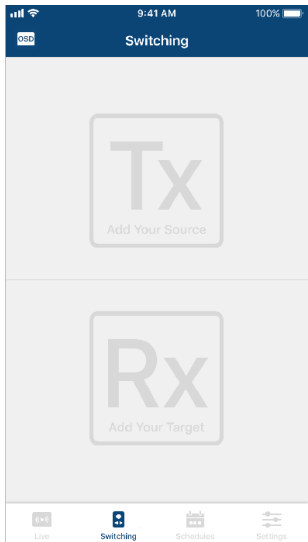 9:41 AM
100%
OSD
Switching
Tx
Add Your Source
Rx
Add Your Target
Live
Switching
Schedules
Settings